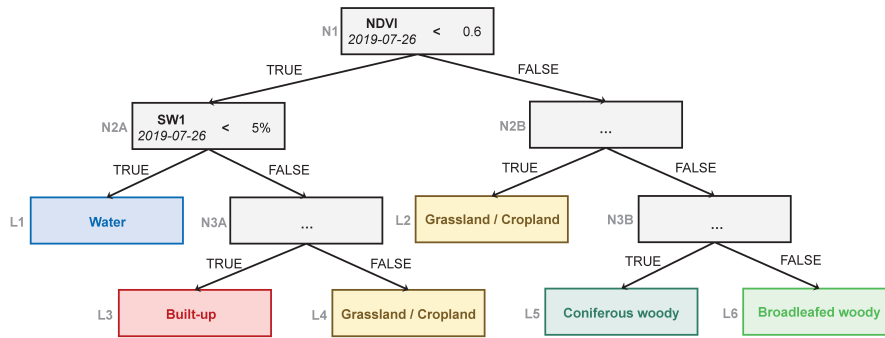 N1 NDVI < 0.6
2019-07-26
TRUE FALSE
N2A SW1 < 5%
2019-07-26
N2B ...
TRUE FALSE TRUE FALSE
L1 Water
N3A ...
L2 Grassland / Cropland
N3B ...
TRUE FALSE TRUE FALSE
L3 Built-up
L4 Grassland / Cropland
L5 Coniferous woody
L6 Broadleafed woody